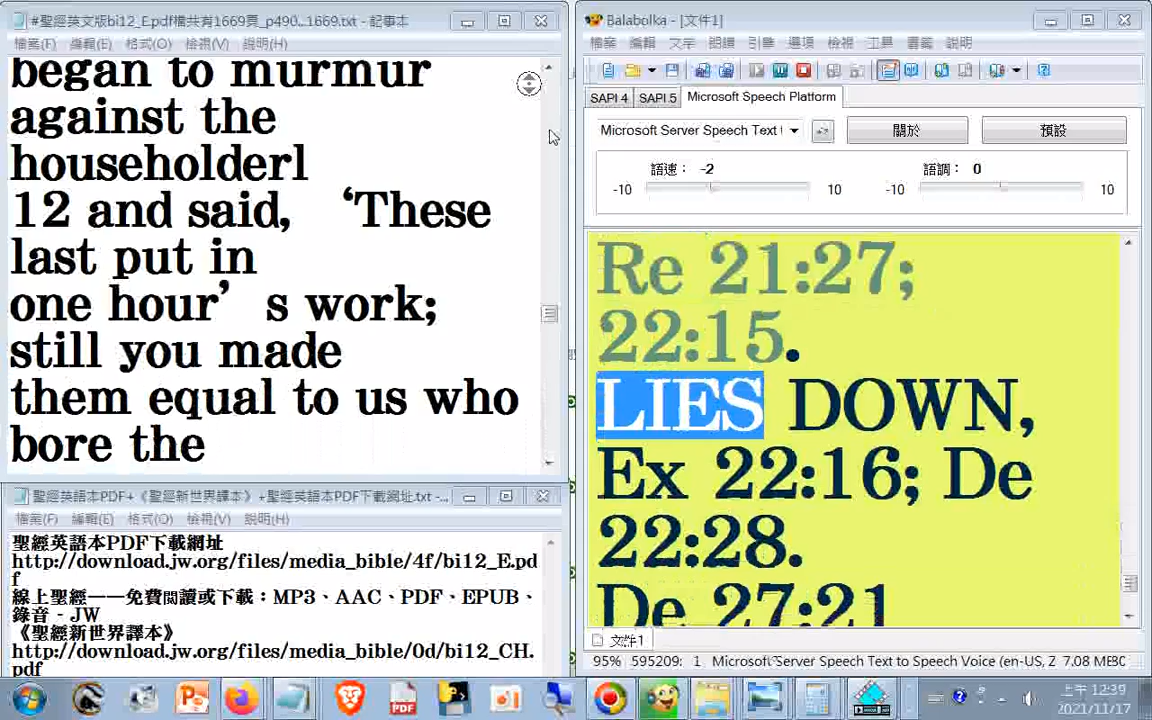 #聖經英文版bi12_E.pdf檔共有1669頁_p490...1669.txt - 記事本
檔案(F) 編輯(E) 格式(O) 檢視(V) 說明(H)
began to murmur
against the
householderl
12 and said, ‘These
last put in
one hour’s work;
still you made
them equal to us who
bore the
聖經英語本PDF+《聖經新世界譯本》+聖經英語本PDF下載網址.txt - ...
檔案(F) 編輯(E) 格式(O) 檢視(V) 說明(H)
聖經英語本PDF下載網址
http://download.jw.org/files/media_bible/4f/bi12_E.pd
f
線上聖經——免費閱讀或下載：MP3、AAC、PDF、EPUB、
錄音 - JW
《聖經新世界譯本》
http://download.jw.org/files/media_bible/0d/bi12_CH.
pdf
Balabolka - [文件1]
檔案 編輯 文字 朗讀 引擎 選項 檢視 工具 書籤 說明
SAPI 4 SAPI 5 Microsoft Speech Platform
Microsoft Server Speech Text 關於 預設
語速： -2 語調： 0
-10 10 -10 10
Re 21:27;
22:15.
LIES DOWN,
Ex 22:16; De
22:28.
De 27:21
文件1
95% 595209: 1 Microsoft Server Speech Text to Speech Voice (en-US, Z 7.08 MB
上午 12:39
2021/11/17